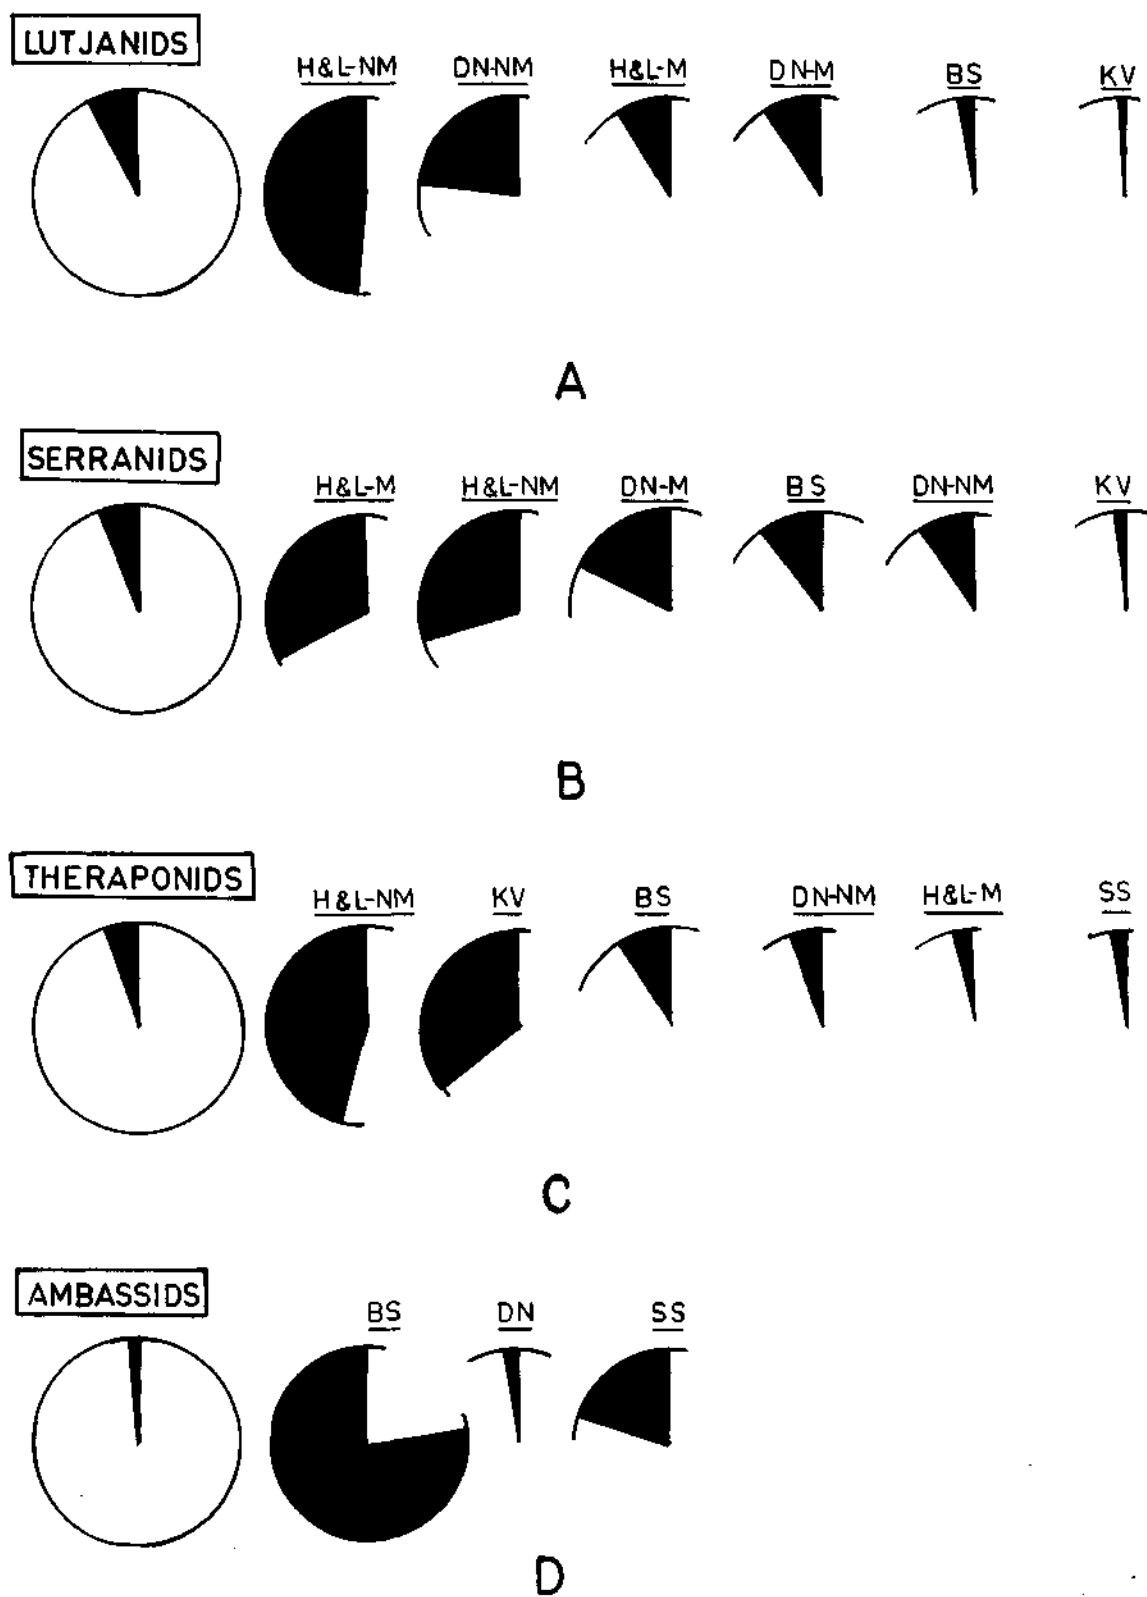 LUTJANIDS
H&L-NM DN-NM H&L-M DN-M BS KV
A
SERRANIDS
H&L-M H&L-NM DN-M BS DN-NM KV
B
THERAPONIDS
H&L-NM KV BS DN-NM H&L-M SS
C
AMBASSIDS
BS DN SS
D